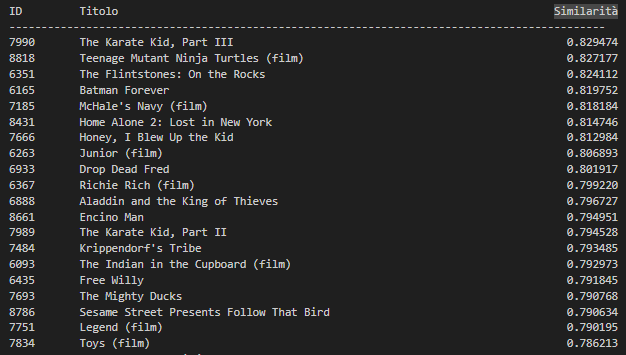 ID Titolo Similarità
--------------------------------------------------------------------------------
7990 The Karate Kid, Part III 0.829474
8818 Teenage Mutant Ninja Turtles (film) 0.827177
6351 The Flintstones: On the Rocks 0.824112
6165 Batman Forever 0.819752
7185 McHale's Navy (film) 0.818184
8431 Home Alone 2: Lost in New York 0.814746
7666 Honey, I Blew Up the Kid 0.812984
6263 Junior (film) 0.806893
6933 Drop Dead Fred 0.801917
6367 Richie Rich (film) 0.799220
6888 Aladdin and the King of Thieves 0.796727
8661 Encino Man 0.794951
7989 The Karate Kid, Part II 0.794528
7484 Krippendorf's Tribe 0.793485
6093 The Indian in the Cupboard (film) 0.792973
6435 Free Willy 0.791845
7693 The Mighty Ducks 0.790768
8786 Sesame Street Presents Follow That Bird 0.790634
7751 Legend (film) 0.790195
7834 Toys (film) 0.786213